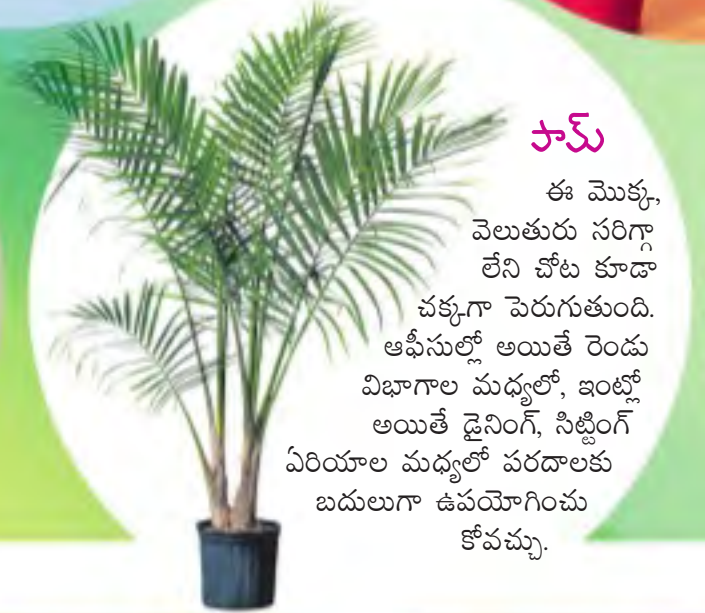 పామ్
ఈ మొక్క,
వెలుతురు సరిగ్గా
లేని చోట కూడా
చక్కగా పెరుగుతుంది.
ఆఫీసుల్లో అయితే రెండు
విభాగాల మధ్యలో, ఇంట్లో
అయితే డైనింగ్, సిట్టింగ్
ఏరియాల మధ్యలో పరదాలకు
బదులుగా ఉపయోగించు
కోవచ్చు.